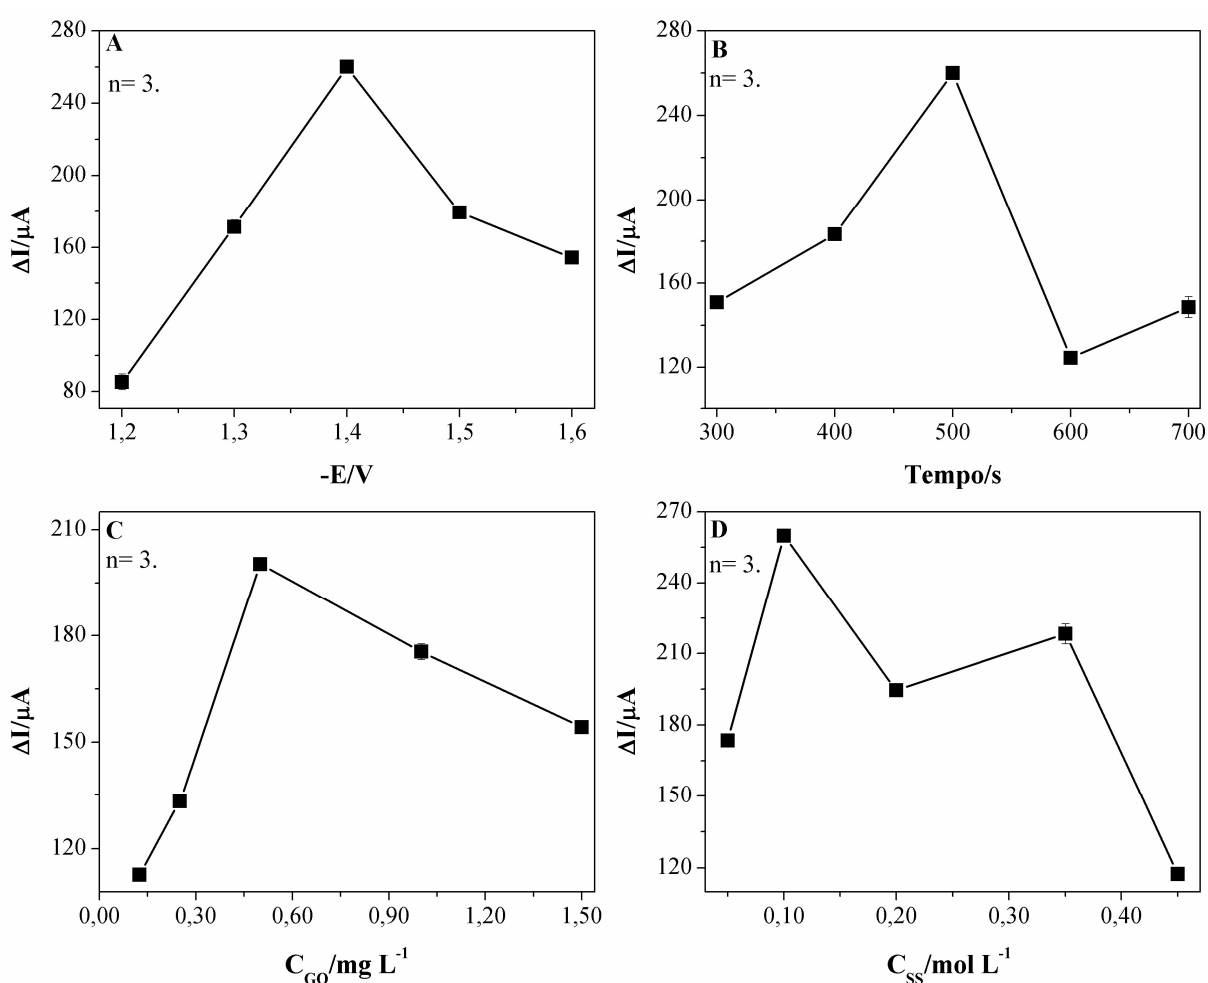 A
n= 3.
280
240
200
160
120
80
ΔI/μA
1,2 1,3 1,4 1,5 1,6
-E/V
B
n= 3.
280
240
200
160
120
ΔI/μA
300 400 500 600 700
Tempo/s
C
n= 3.
210
180
150
120
ΔI/μA
0,00 0,30 0,60 0,90 1,20 1,50
C_GO/mg L⁻¹
D
n= 3.
270
240
210
180
150
120
ΔI/μA
0,10 0,20 0,30 0,40
C_SS/mol L⁻¹